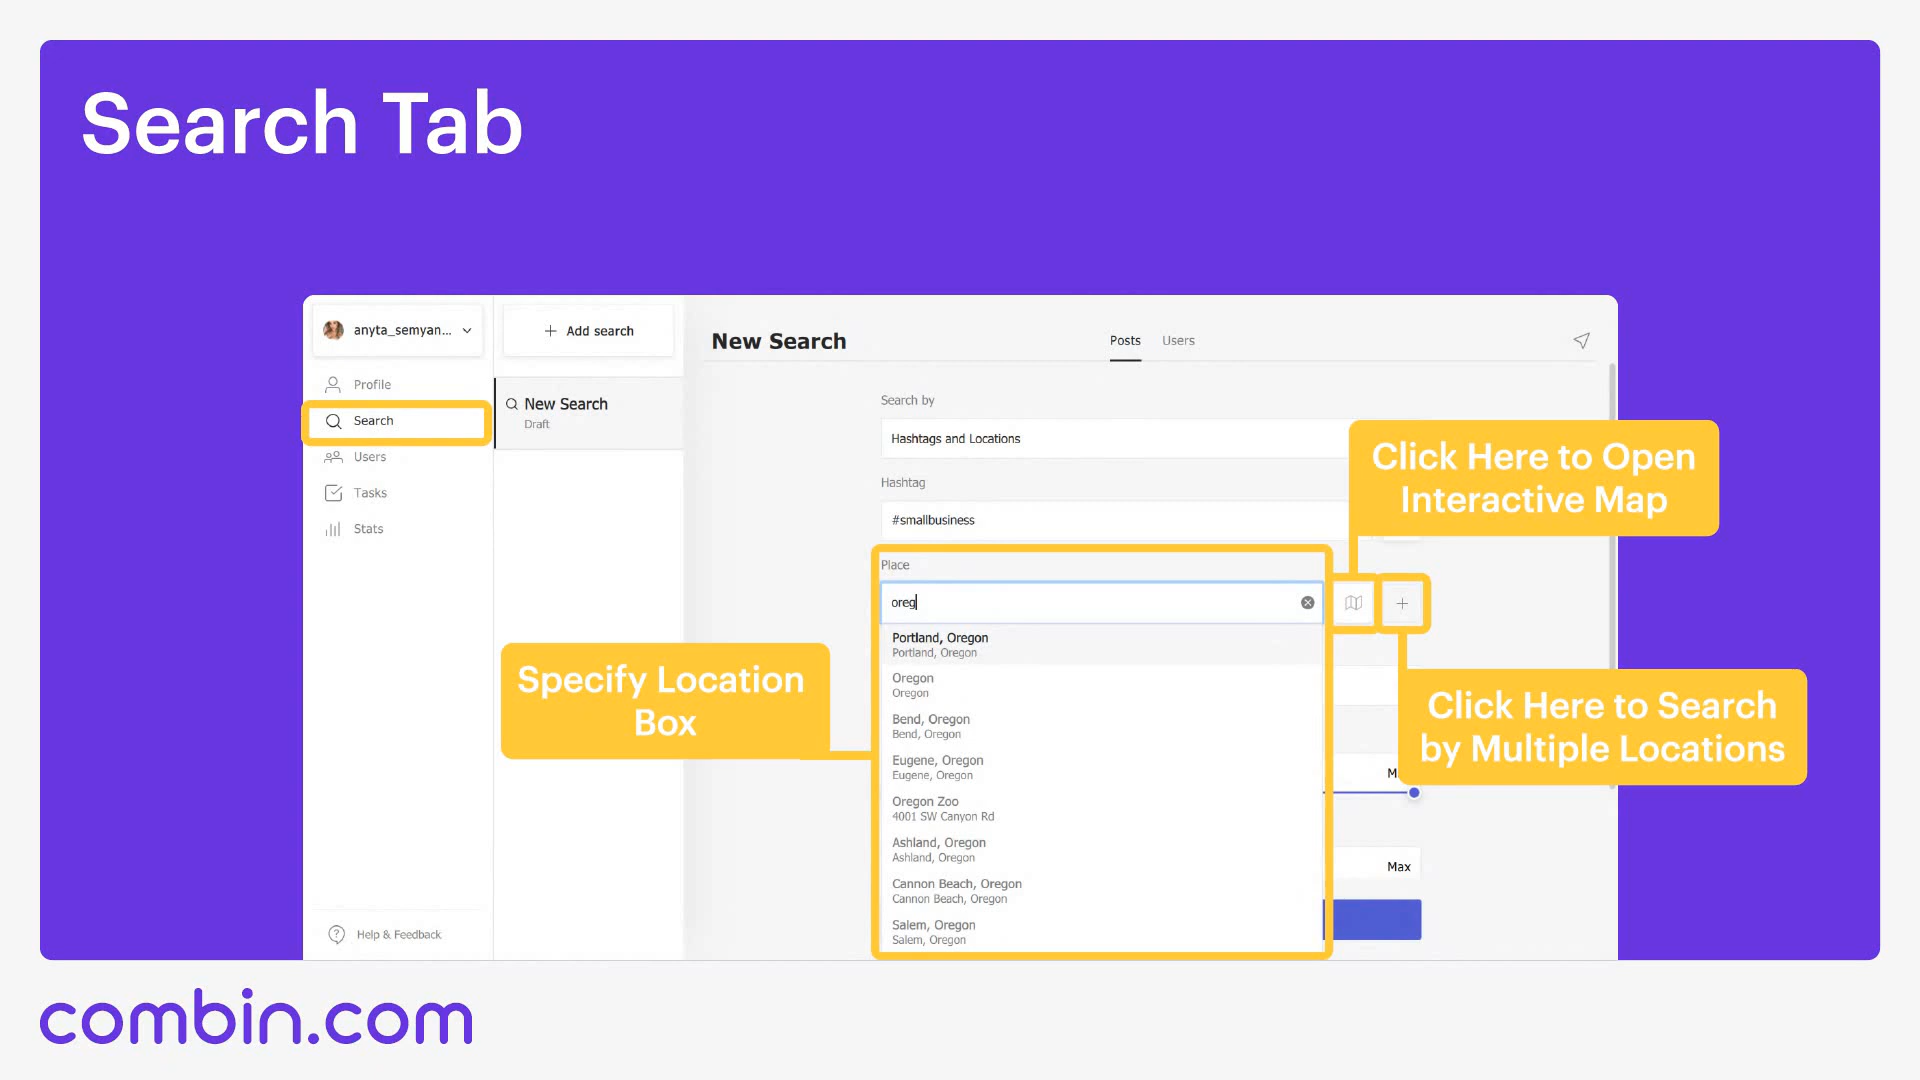 Search Tab
anyta_semyan...
Add search
New Search
Posts
Users
Profile
Search
Users
Tasks
Stats
New Search
Draft
Search by
Hashtags and Locations
Hashtag
#smallbusiness
Click Here to Open
Interactive Map
Place
oreg
Portland, Oregon
Portland, Oregon
Oregon
Oregon
Bend, Oregon
Bend, Oregon
Eugene, Oregon
Eugene, Oregon
Oregon Zoo
4001 SW Canyon Rd
Ashland, Oregon
Ashland, Oregon
Cannon Beach, Oregon
Cannon Beach, Oregon
Salem, Oregon
Salem, Oregon
Specify Location
Box
Click Here to Search
by Multiple Locations
Max
Help & Feedback
combin.com